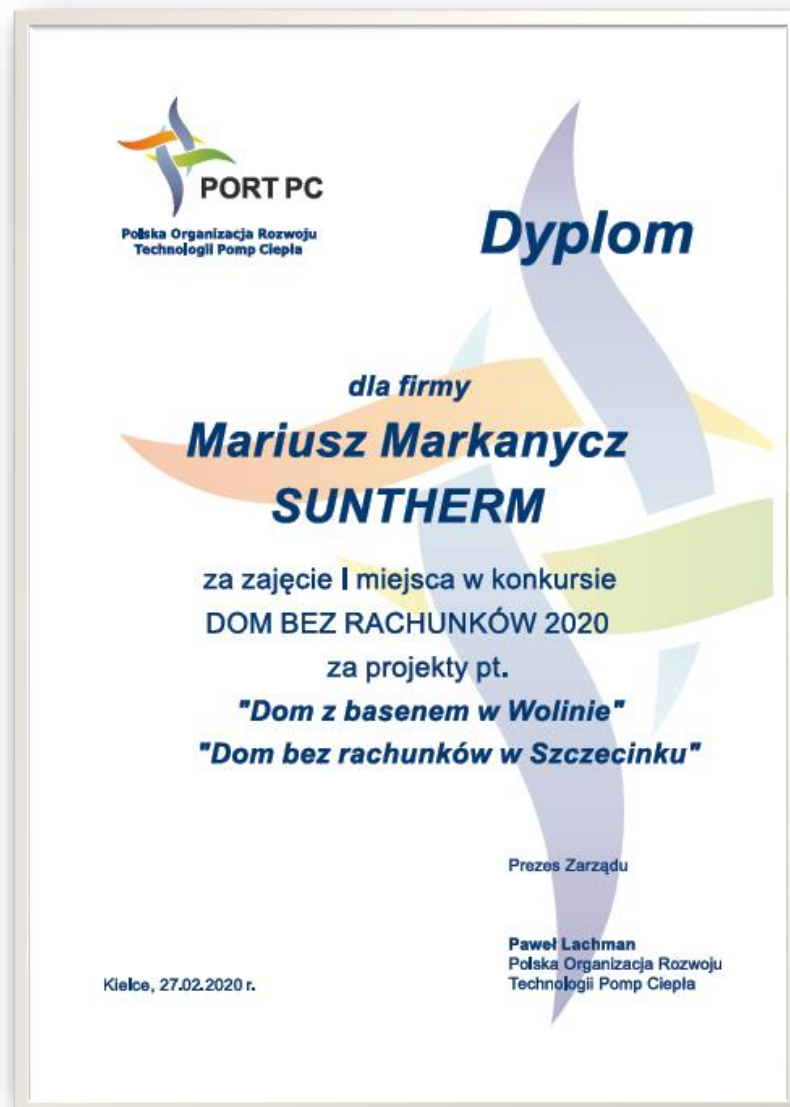 PORT PC
Polska Organizacja Rozwoju
Technologii Pomp Ciepła
Dyplom
dla firmy
Mariusz Markanycz
SUNTHERM
za zajęcie I miejsca w konkursie
DOM BEZ RACHUNKÓW 2020
za projekty pt.
"Dom z basenem w Wolinie"
"Dom bez rachunków w Szczecinku"
Prezes Zarządu
Paweł Lachman
Polska Organizacja Rozwoju
Technologii Pomp Ciepła
Kielce, 27.02.2020 r.